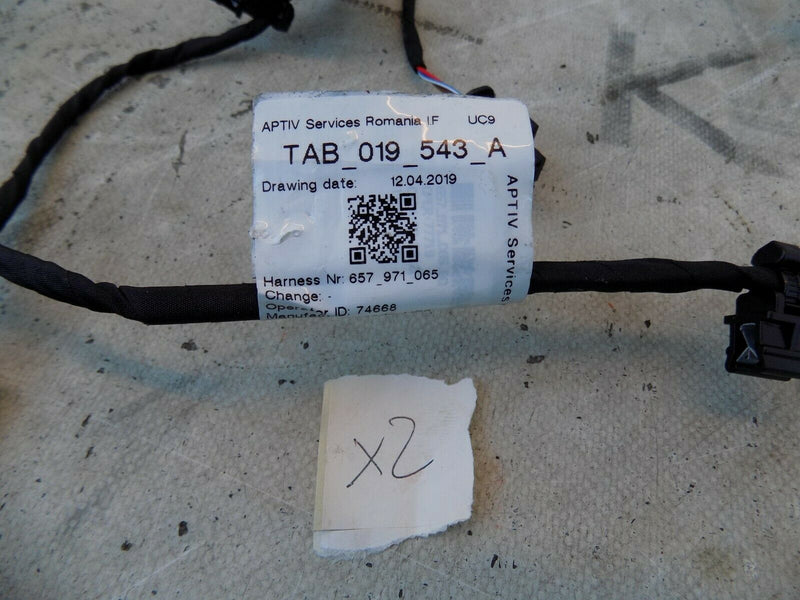 APTIV Services Romania I.F UC9
TAB_019_543_A
Drawing date: 12.04.2019
APTIV Services
Harness Nr: 657_971_065
Change: -
Operator ID: 74668
x2
K